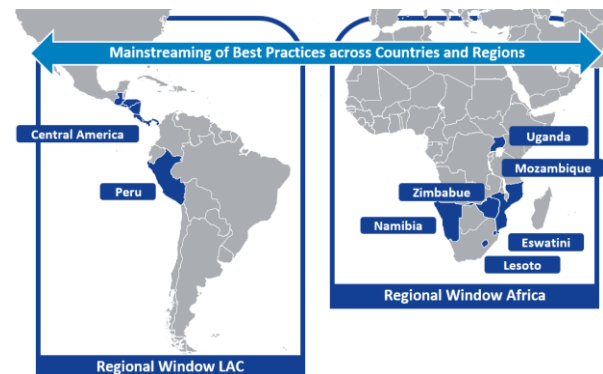 Mainstreaming of Best Practices across Countries and Regions
Central America
Peru
Regional Window LAC
Uganda
Mozambique
Zimbabue
Namibia
Eswatini
Lesoto
Regional Window Africa